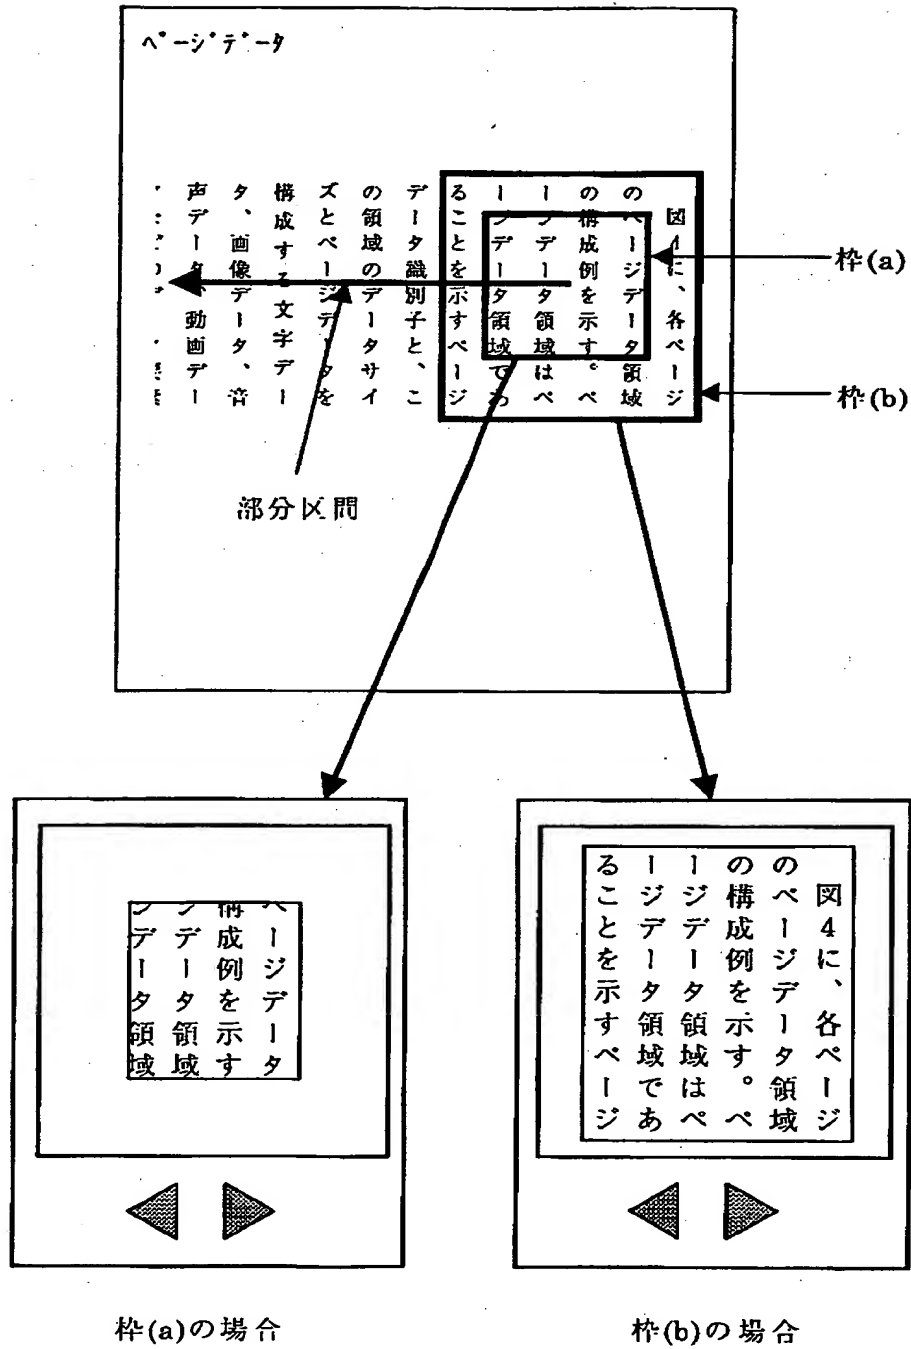 ページデータ
図4に、各ページ
のページデータ領域
の構成例を示す。ペ
ージデータ領域はペ
ージデータ領域であ
ることを示すページ
データ識別子と、こ
の領域のデータサイ
ズとページデータを
構成する文字デー
タ、画像データ、音
声データ、動画デー
枠(a)
枠(b)
部分区間
ページデータ
構成例を示す
ジデータ領域
ジデータ領域
図4に、各ページ
のページデータ領域
の構成例を示す。ペ
ージデータ領域はペ
ージデータ領域であ
ることを示すページ
枠(a)の場合
枠(b)の場合